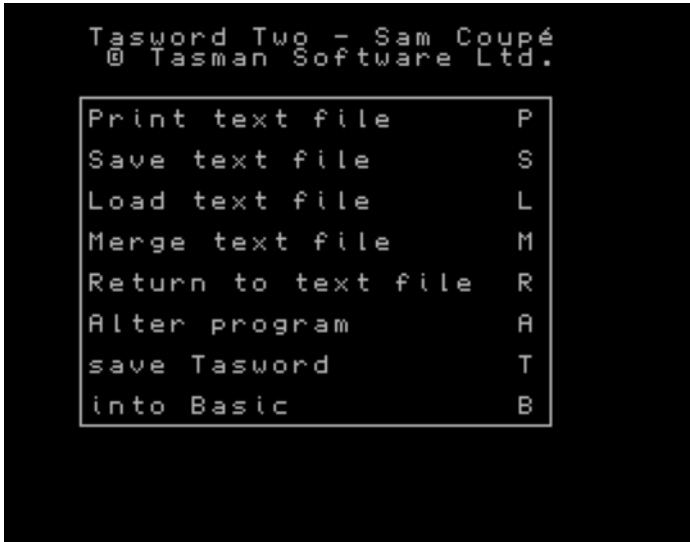 Tasword Two - Sam Coupé
© Tasman Software Ltd.
Print text file P
Save text file S
Load text file L
Merge text file M
Return to text file R
Alter program A
save Tasword T
into Basic B